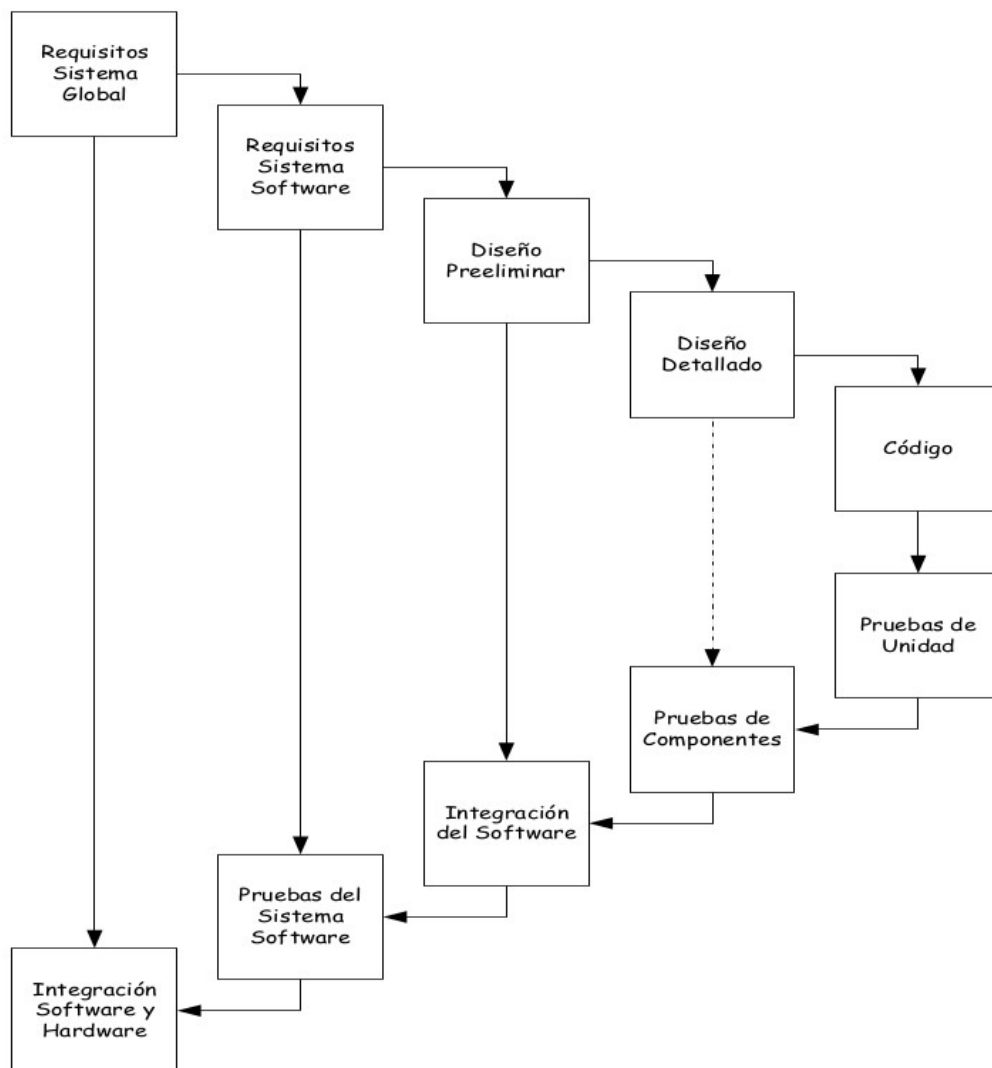 Requisitos
Sistema
Global
Requisitos
Sistema
Software
Diseño
Preeliminar
Diseño
Detallado
Código
Pruebas de
Unidad
Pruebas de
Componentes
Integración
del Software
Pruebas del
Sistema
Software
Integración
Software y
Hardware